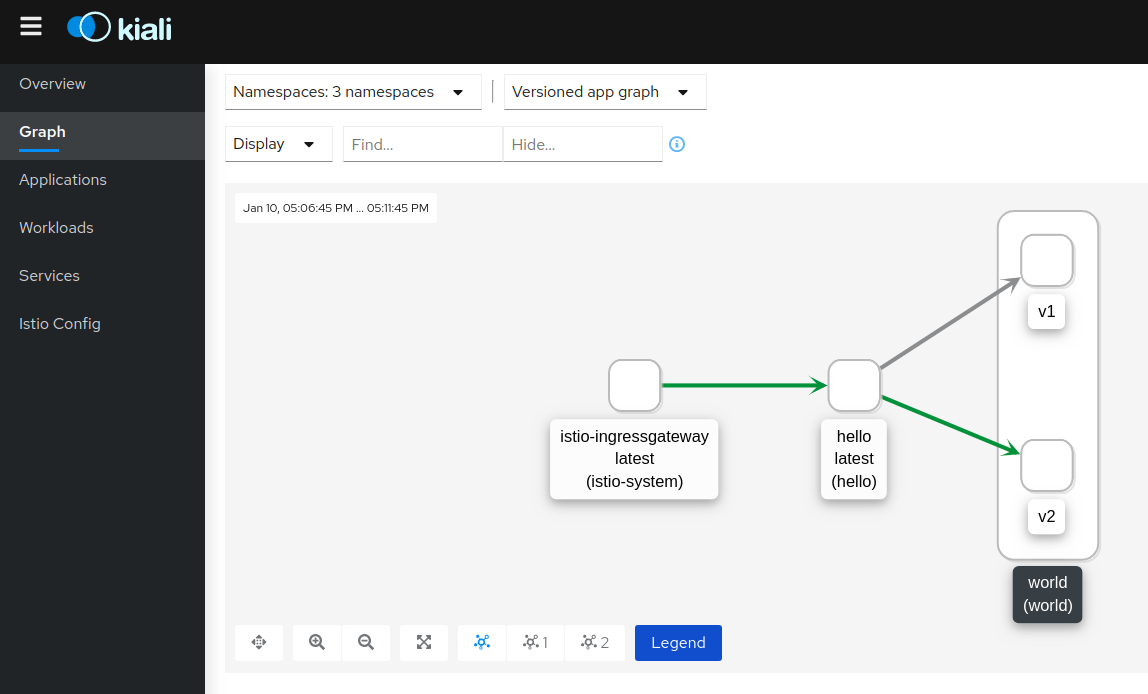 kiali
Overview
Graph
Applications
Workloads
Services
Istio Config
Namespaces: 3 namespaces
Versioned app graph
Display
Find...
Hide...
Jan 10, 05:06:45 PM ... 05:11:45 PM
v1
istio-ingressgateway
latest
(istio-system)
hello
latest
(hello)
v2
world
(world)
1
2
Legend